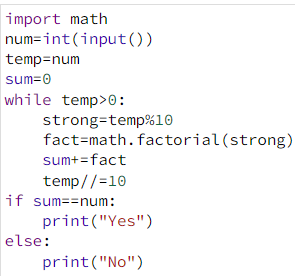 import math
num=int(input())
temp=num
sum=0
while temp>0:
    strong=temp%10
    fact=math.factorial(strong)
    sum+=fact
    temp//=10
if sum==num:
    print("Yes")
else:
    print("No")